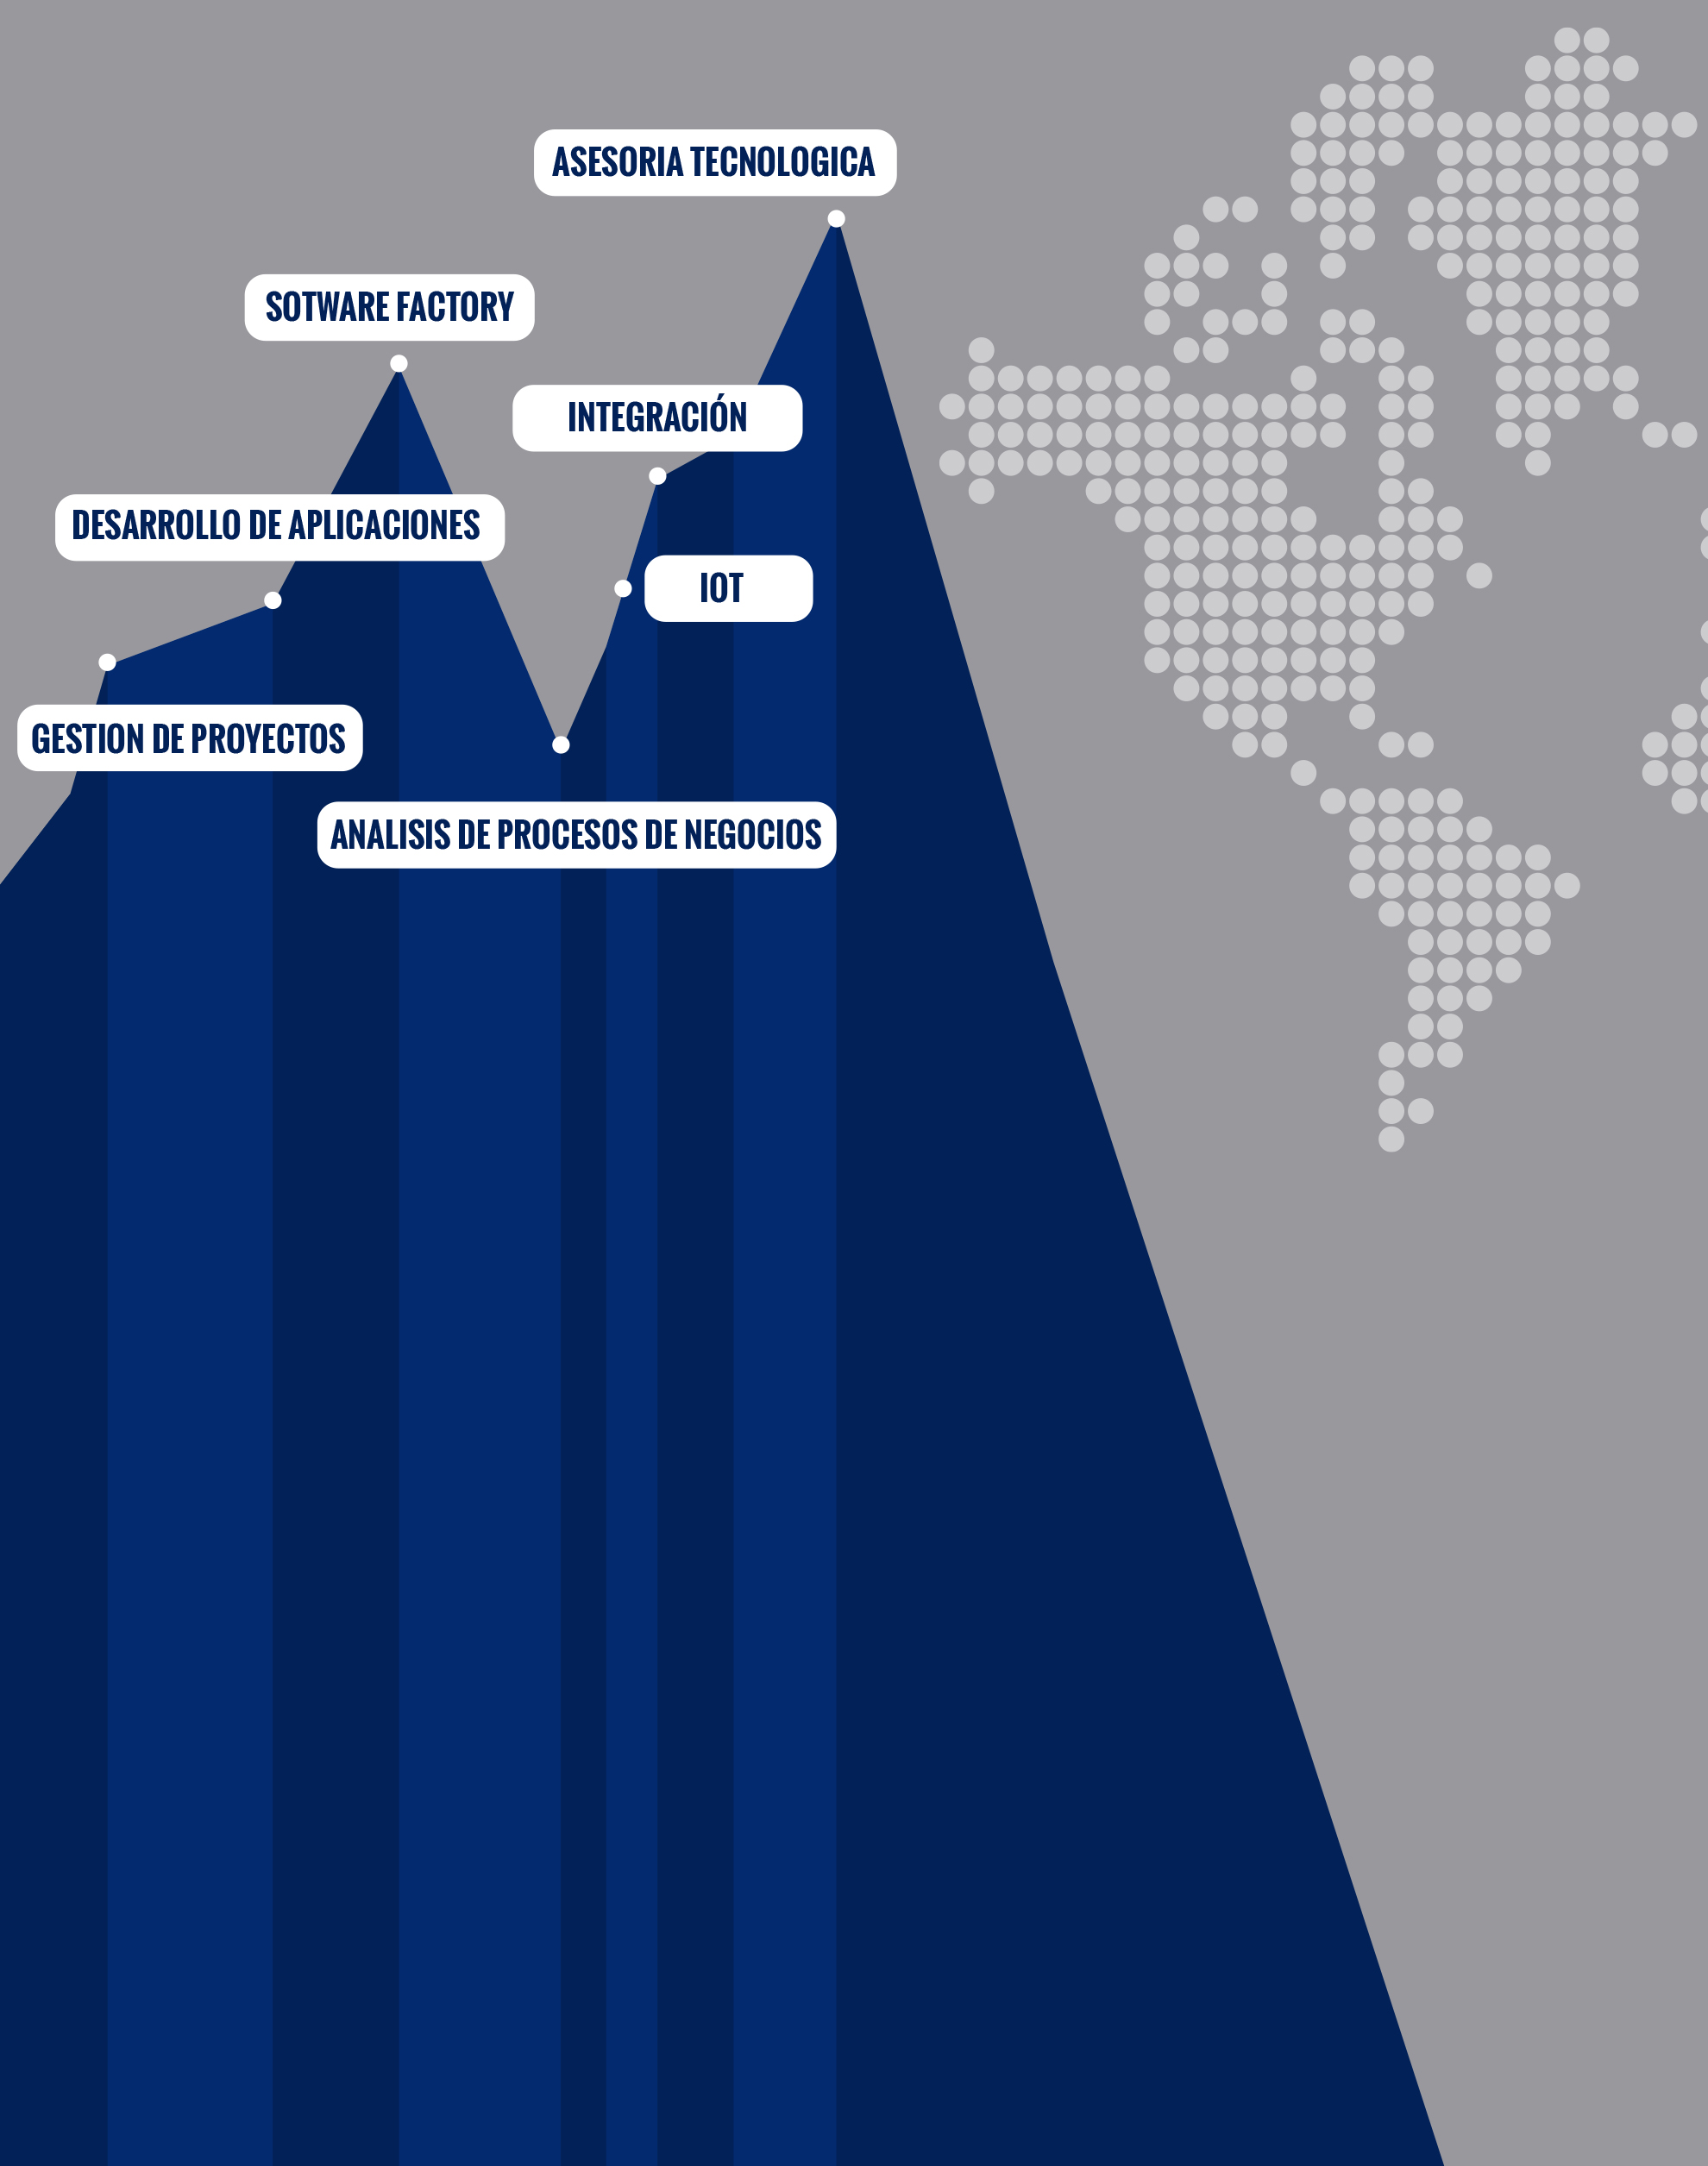 ASESORIA TECNOLOGICA
SOTWARE FACTORY
INTEGRACIÓN
DESARROLLO DE APLICACIONES
IOT
GESTION DE PROYECTOS
ANALISIS DE PROCESOS DE NEGOCIOS